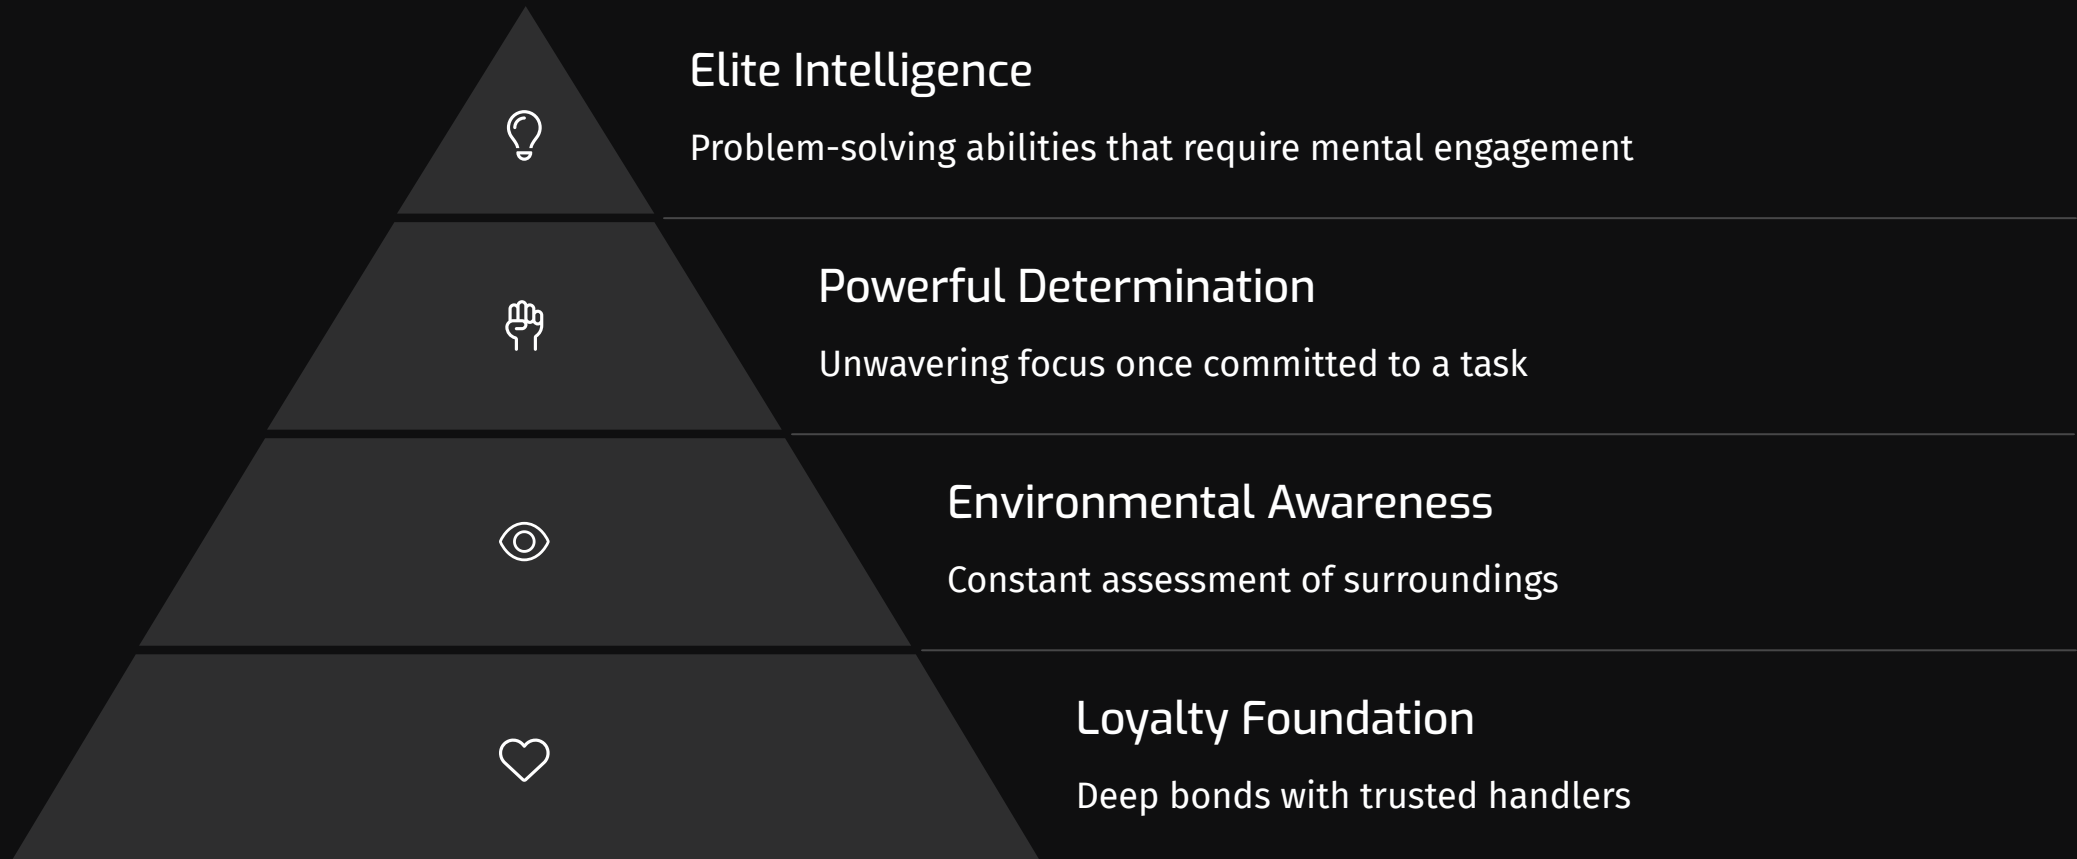 Elite Intelligence
Problem-solving abilities that require mental engagement
Powerful Determination
Unwavering focus once committed to a task
Environmental Awareness
Constant assessment of surroundings
Loyalty Foundation
Deep bonds with trusted handlers